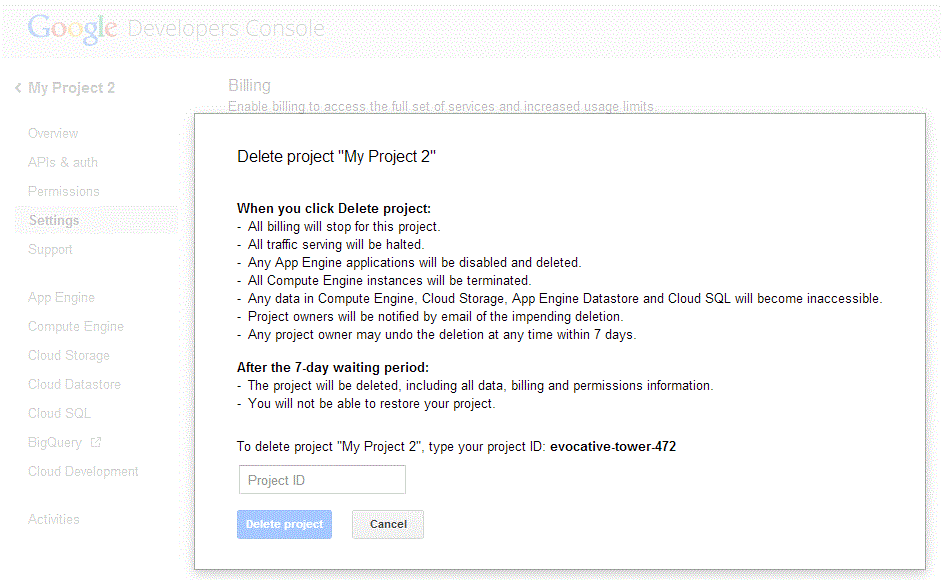 Google Developers Console
My Project 2
Overview
APIs & auth
Permissions
Settings
Support
App Engine
Compute Engine
Cloud Storage
Cloud Datastore
Cloud SQL
BigQuery
Cloud Development
Activities
Billing
Enable billing to access the full set of services and increased usage limits.
Delete project "My Project 2"
When you click Delete project:
- All billing will stop for this project.
- All traffic serving will be halted.
- Any App Engine applications will be disabled and deleted.
- All Compute Engine instances will be terminated.
- Any data in Compute Engine, Cloud Storage, App Engine Datastore and Cloud SQL will become inaccessible.
- Project owners will be notified by email of the impending deletion.
- Any project owner may undo the deletion at any time within 7 days.
After the 7-day waiting period:
- The project will be deleted, including all data, billing and permissions information.
- You will not be able to restore your project.
To delete project "My Project 2", type your project ID: evocative-tower-472
Project ID
Delete project Cancel